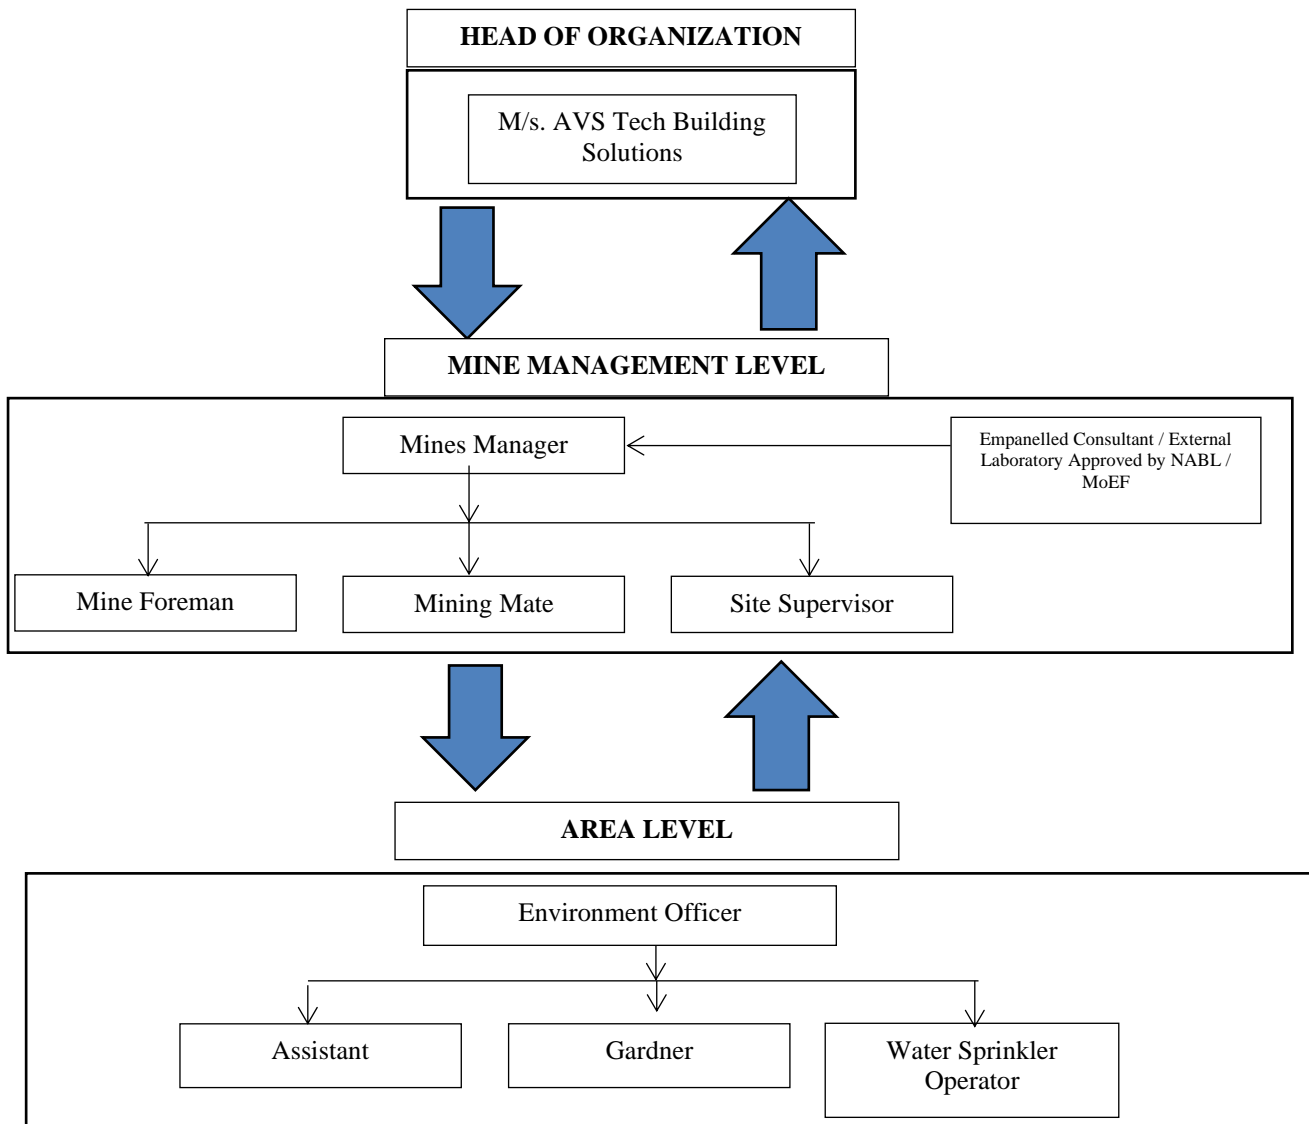 HEAD OF ORGANIZATION
M/s. AVS Tech Building
Solutions
MINE MANAGEMENT LEVEL
Mines Manager
Empanelled Consultant / External
Laboratory Approved by NABL /
MoEF
Mine Foreman
Mining Mate
Site Supervisor
AREA LEVEL
Environment Officer
Assistant
Gardner
Water Sprinkler
Operator